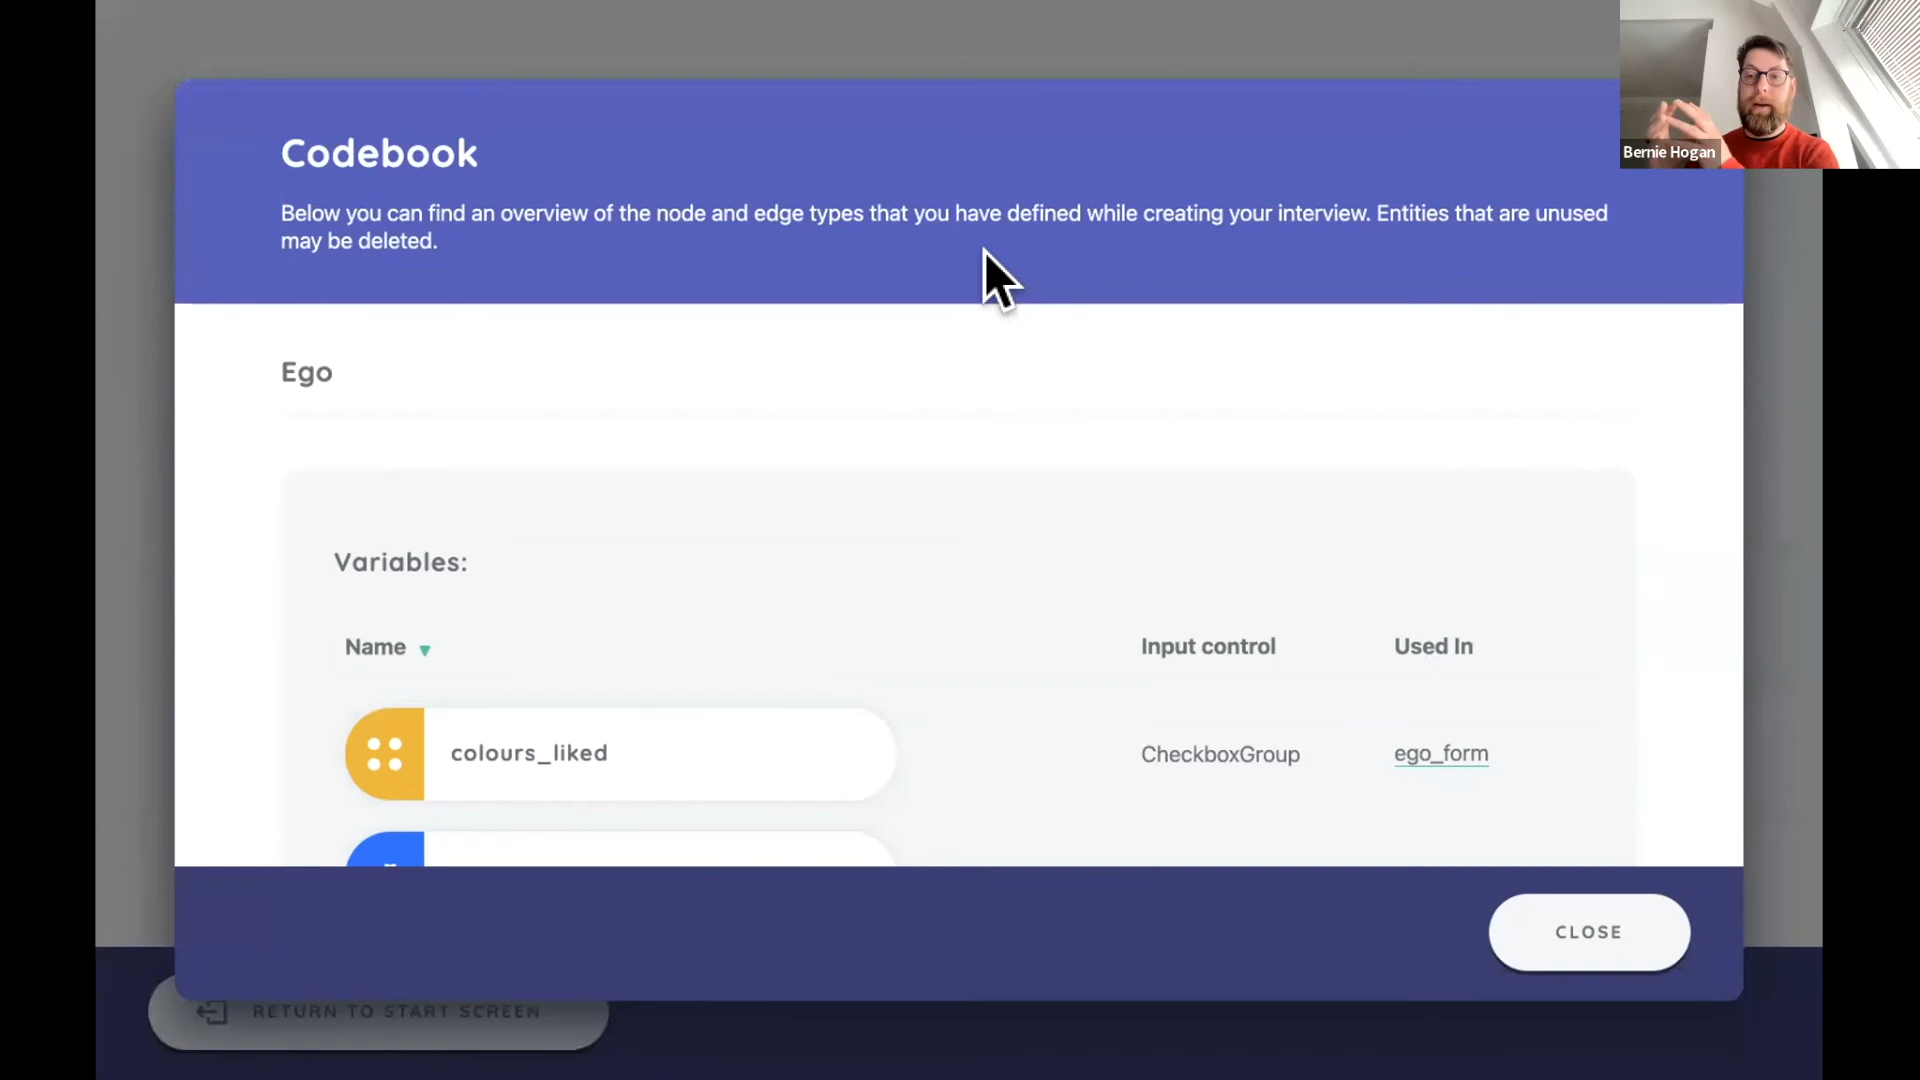 Bernie Hogan
Codebook
Below you can find an overview of the node and edge types that you have defined while creating your interview. Entities that are unused
may be deleted.
Ego
Variables:
Name Input control Used In
colours_liked CheckboxGroup ego_form
CLOSE
RETURN TO START SCREEN